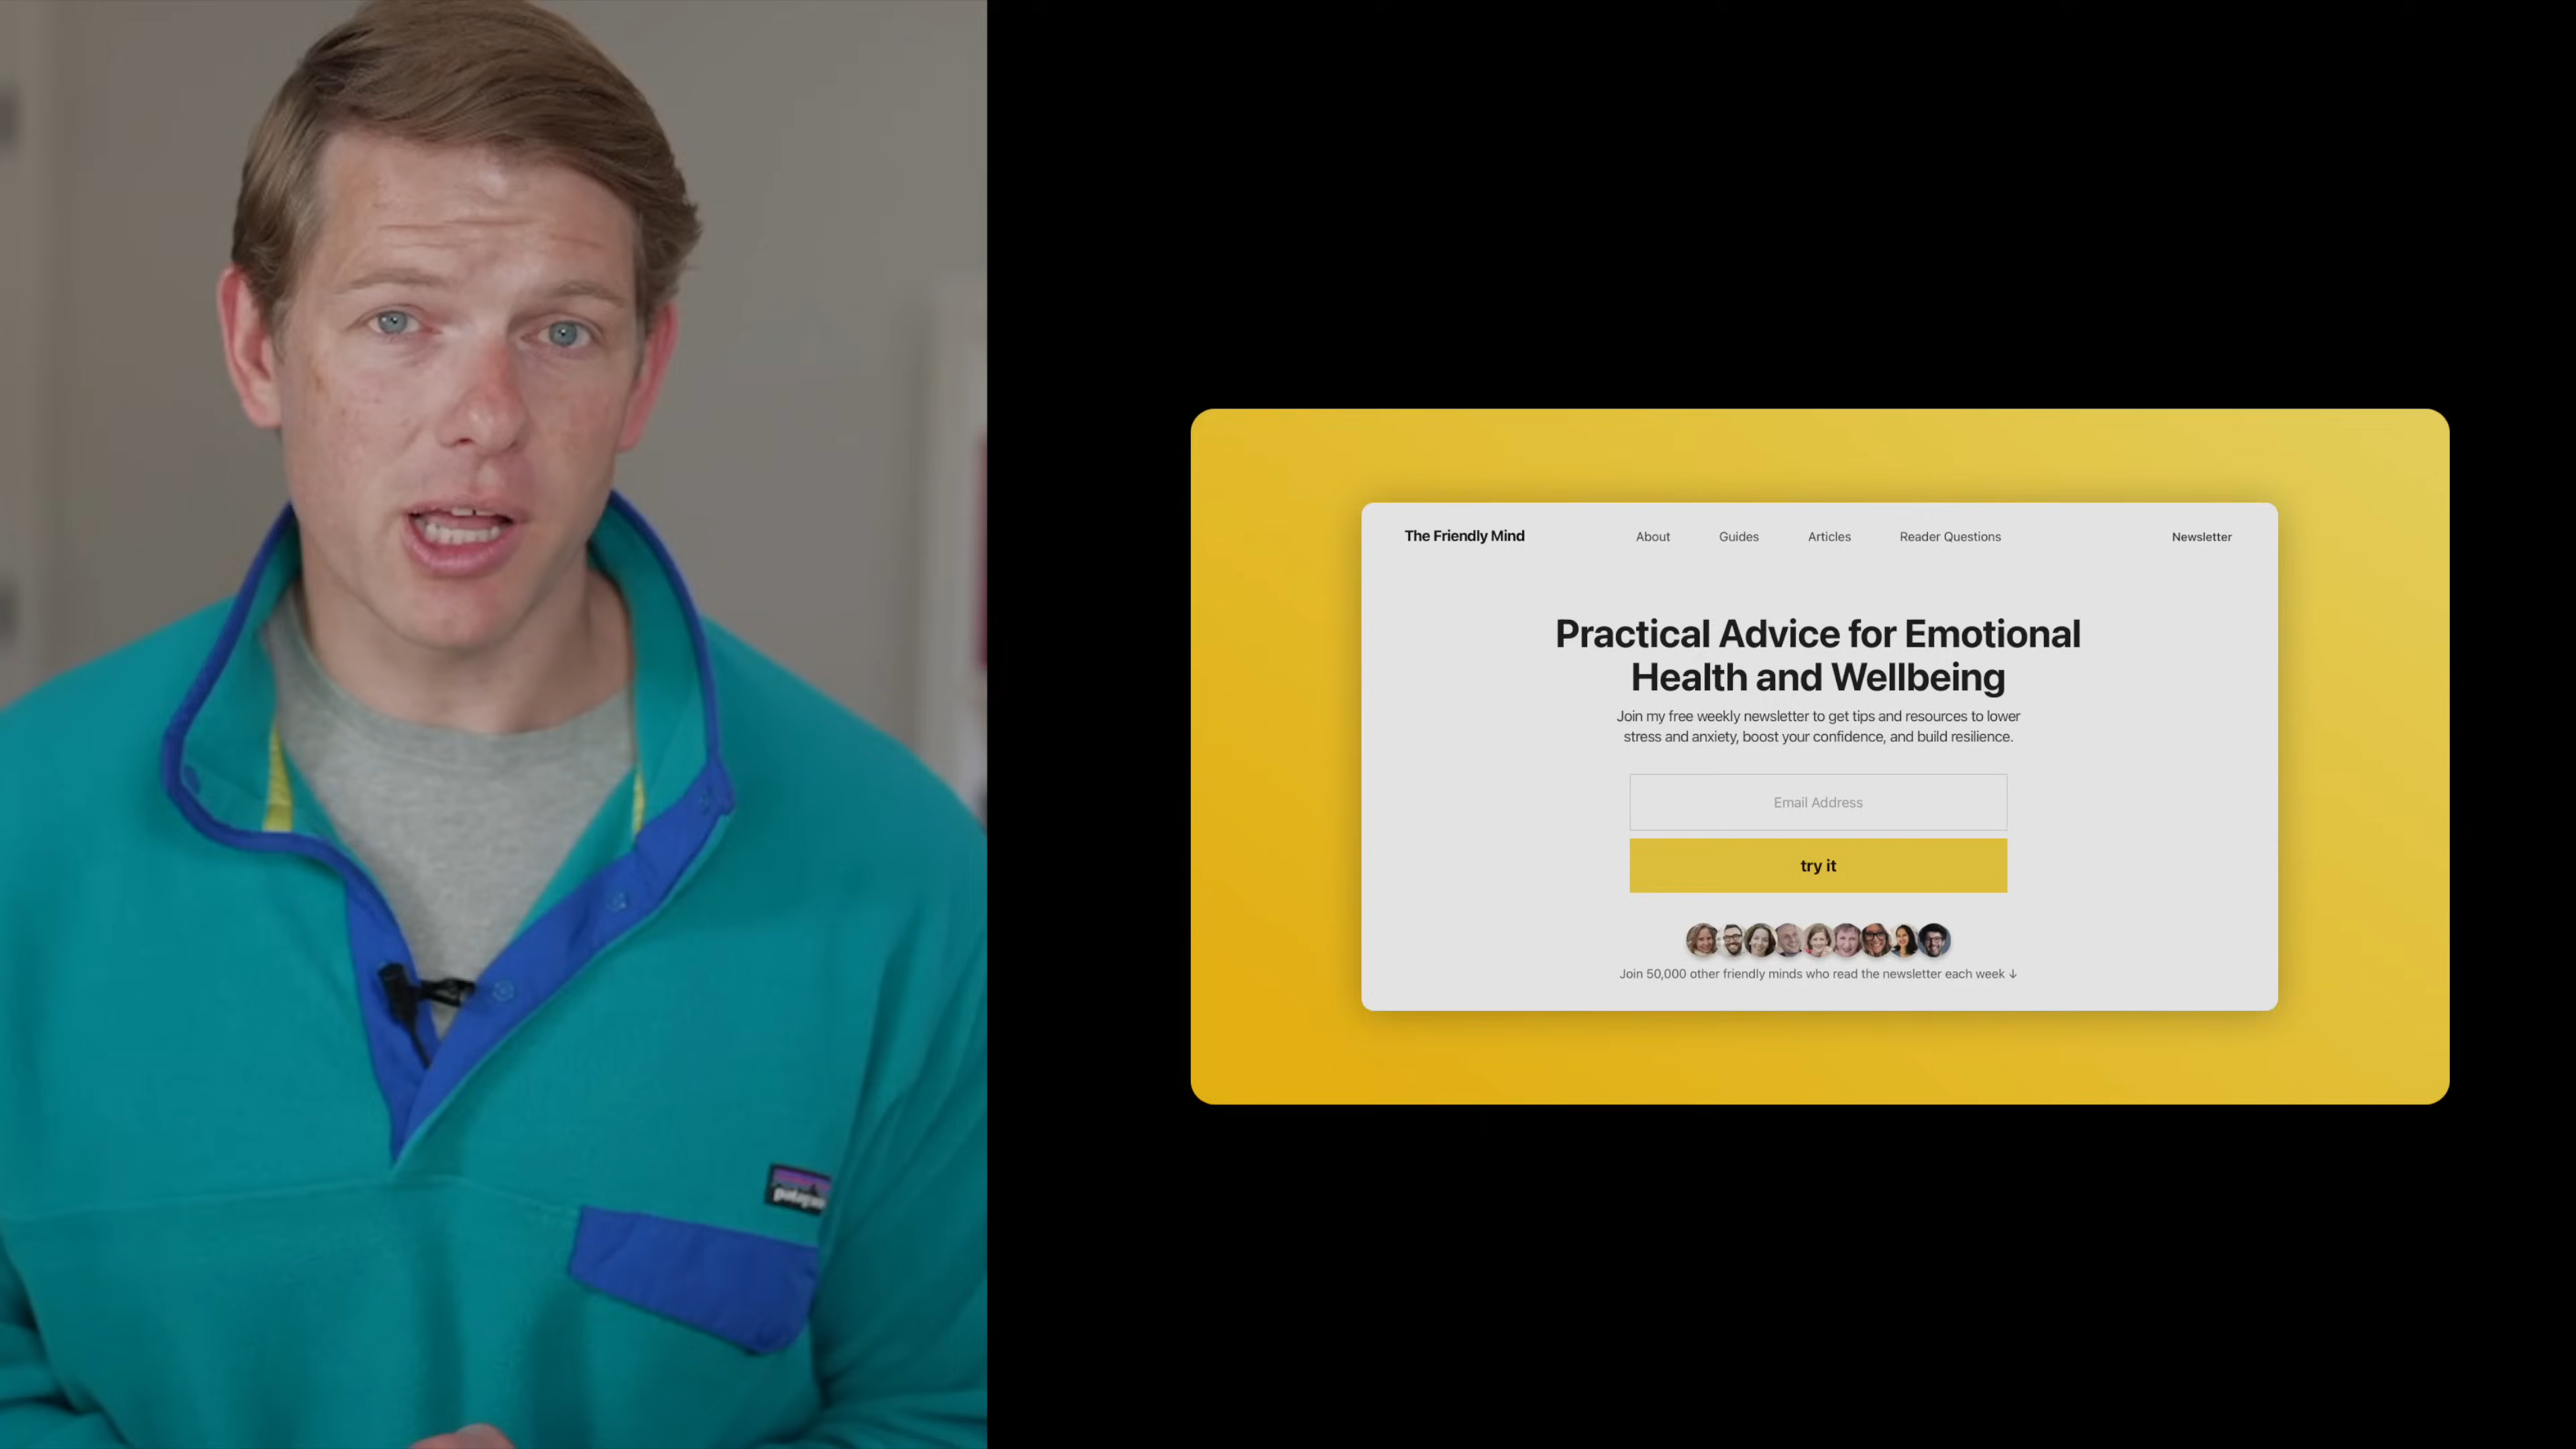 The Friendly Mind
About
Guides
Articles
Reader Questions
Newsletter
Practical Advice for Emotional
Health and Wellbeing
Join my free weekly newsletter to get tips and resources to lower
stress and anxiety, boost your confidence, and build resilience.
Email Address
try it
Join 50,000 other friendly minds who read the newsletter each week ↓
patagonia